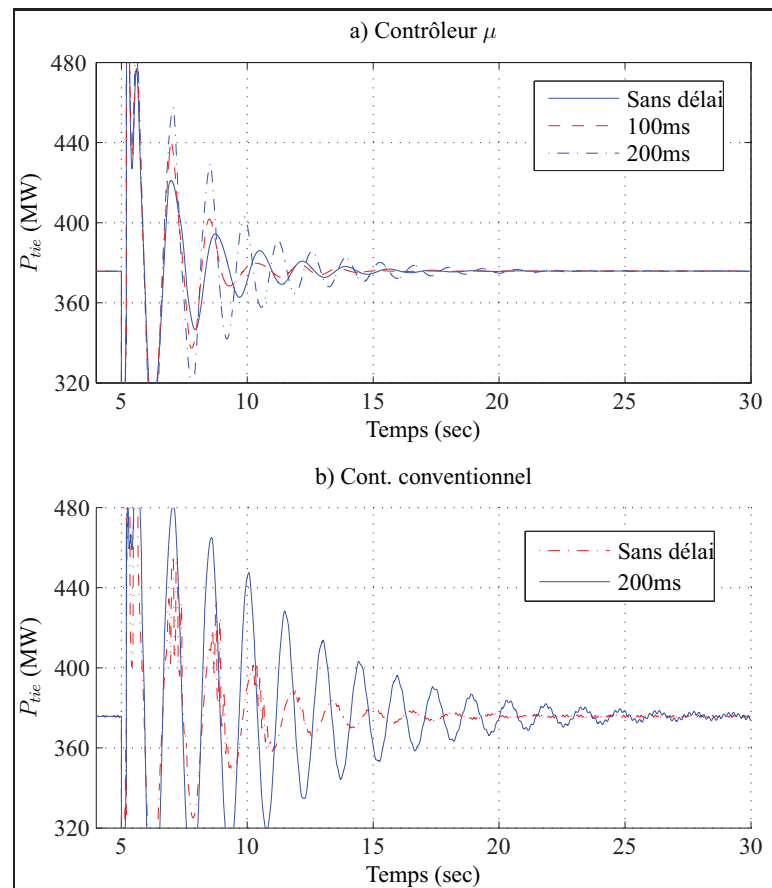 a) Contrôleur μ
480
440
400
360
320
P_tie (MW)
Sans délai
100ms
200ms
5
10
15
20
25
30
Temps (sec)
b) Cont. conventionnel
480
440
400
360
320
P_tie (MW)
Sans délai
200ms
5
10
15
20
25
30
Temps (sec)